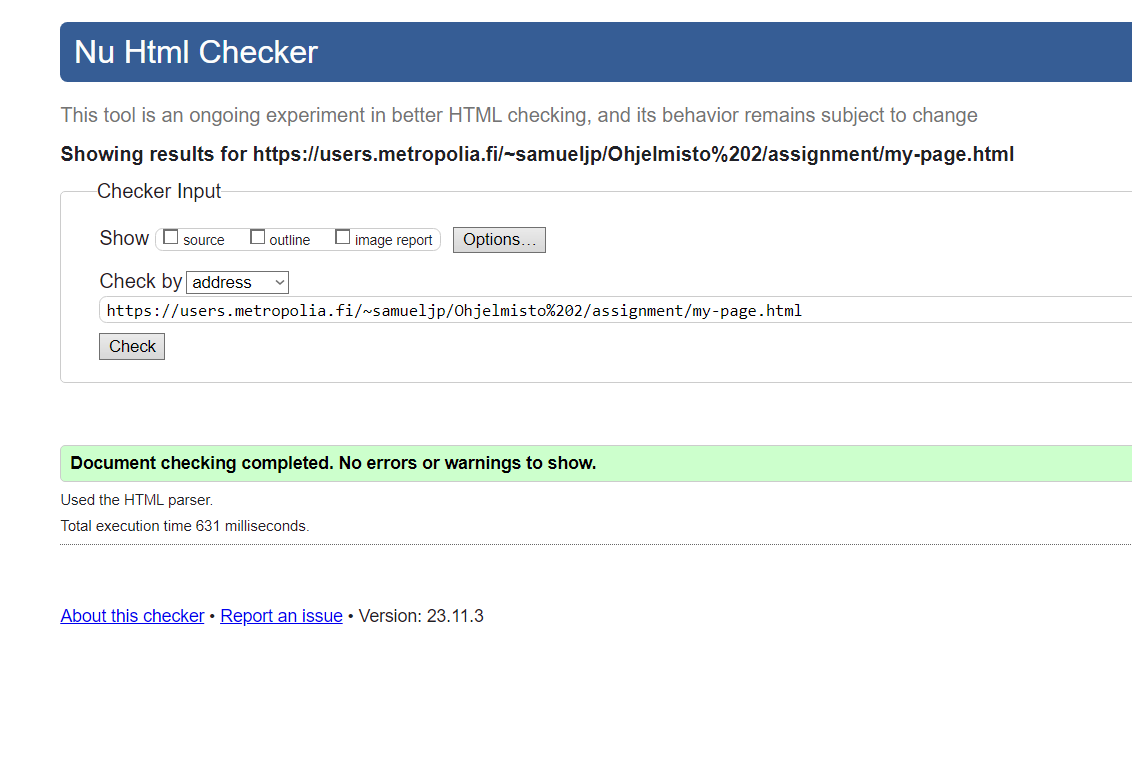 Nu Html Checker
This tool is an ongoing experiment in better HTML checking, and its behavior remains subject to change
Showing results for https://users.metropolia.fi/~samueljp/Ohjelmisto%202/assignment/my-page.html
Checker Input
Show source outline image report Options...
Check by address
https://users.metropolia.fi/~samueljp/Ohjelmisto%202/assignment/my-page.html
Check
Document checking completed. No errors or warnings to show.
Used the HTML parser.
Total execution time 631 milliseconds.
About this checker • Report an issue • Version: 23.11.3